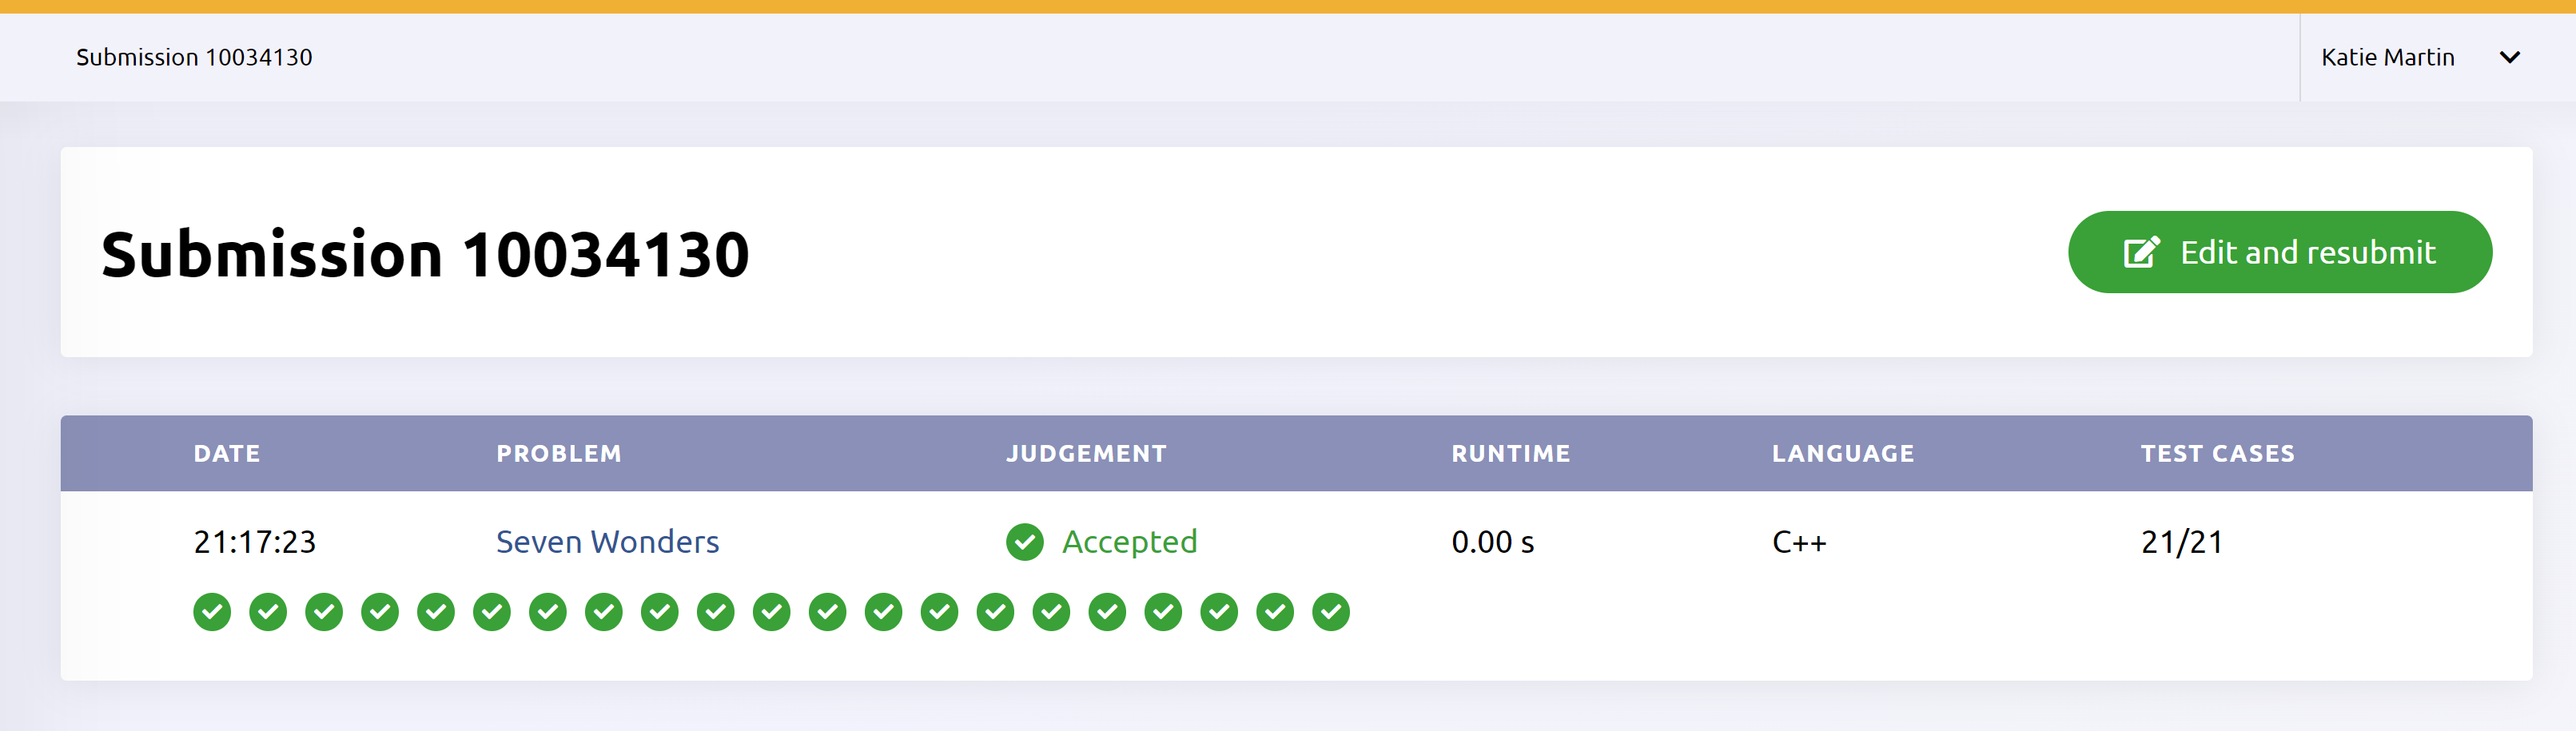 Submission 10034130
Katie Martin
Submission 10034130
Edit and resubmit
DATE PROBLEM JUDGEMENT RUNTIME LANGUAGE TEST CASES
21:17:23 Seven Wonders Accepted 0.00 s C++ 21/21